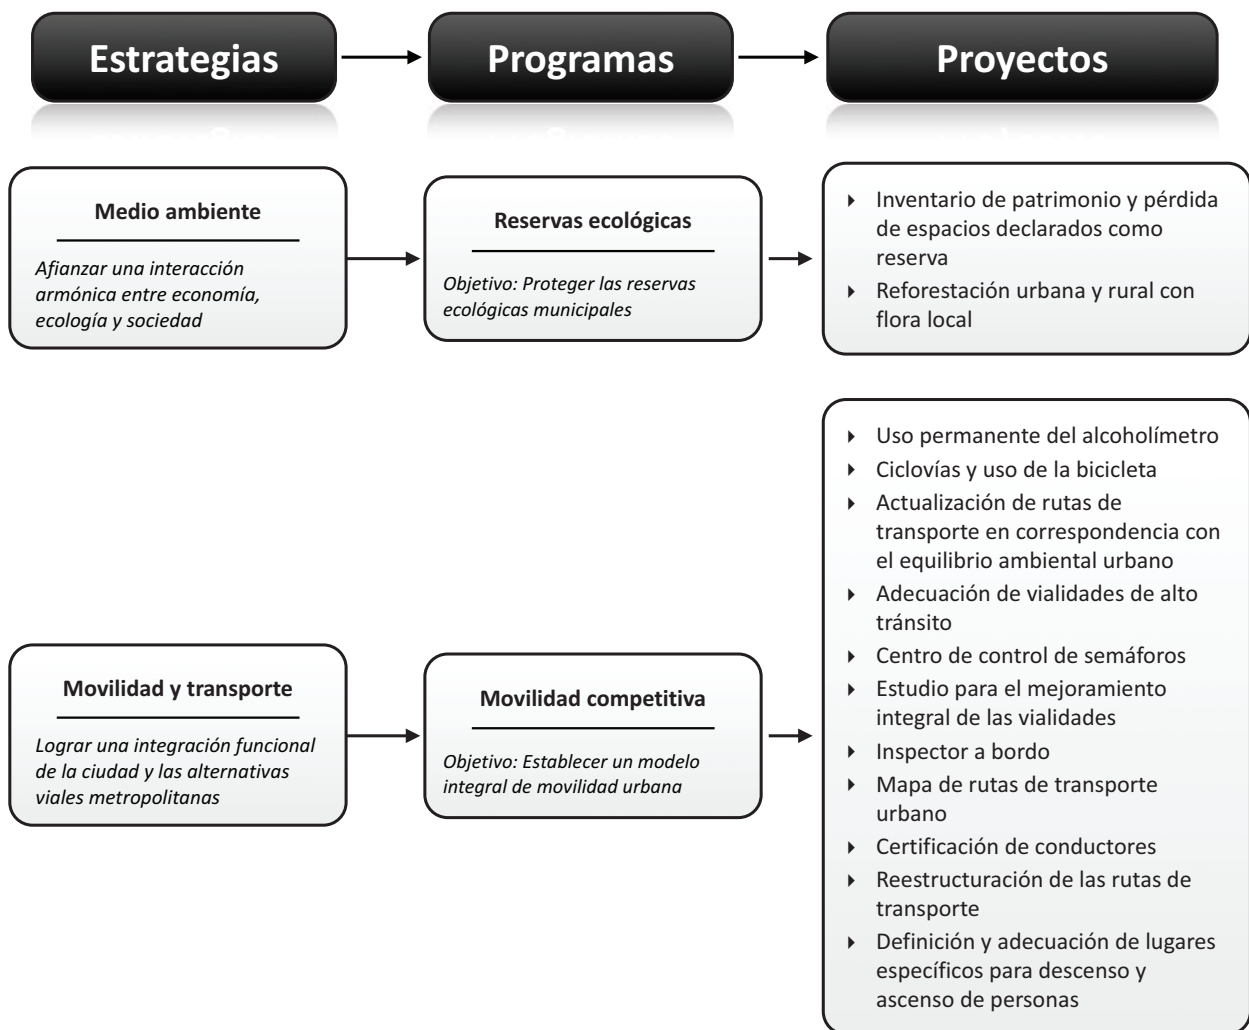 Estrategias
Programas
Proyectos
Medio ambiente
Afianzar una interacción
armónica entre economía,
ecología y sociedad
Reservas ecológicas
Objetivo: Proteger las reservas
ecológicas municipales
Inventario de patrimonio y pérdida
de espacios declarados como
reserva
Reforestación urbana y rural con
flora local
Movilidad y transporte
Lograr una integración funcional
de la ciudad y las alternativas
viales metropolitanas
Movilidad competitiva
Objetivo: Establecer un modelo
integral de movilidad urbana
Uso permanente del alcoholímetro
Ciclovías y uso de la bicicleta
Actualización de rutas de
transporte en correspondencia con
el equilibrio ambiental urbano
Adecuación de vialidades de alto
tránsito
Centro de control de semáforos
Estudio para el mejoramiento
integral de las vialidades
Inspector a bordo
Mapa de rutas de transporte
urbano
Certificación de conductores
Reestructuración de las rutas de
transporte
Definición y adecuación de lugares
específicos para descenso y
ascenso de personas